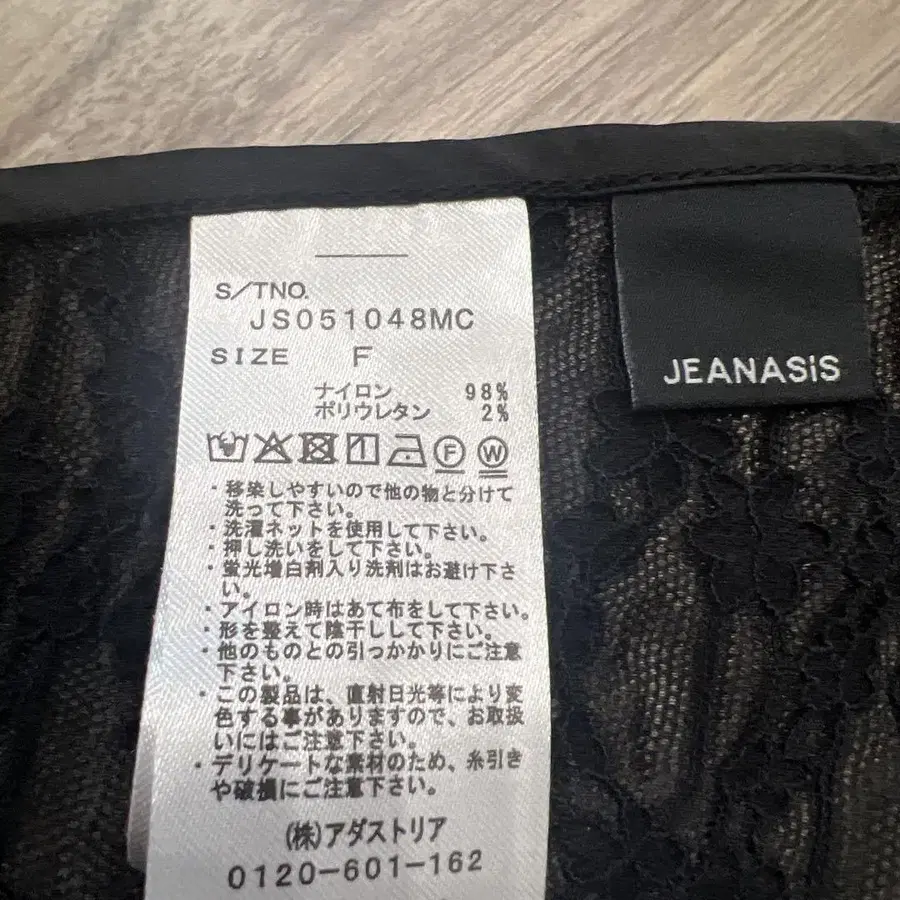 S/TNO.
JS051048MC
SIZE F
ナイロン 98%
ポリウレタン 2%
F W
・移染しやすいので他の物と分けて
洗って下さい。
・洗濯ネットを使用して下さい。
・押し洗いをして下さい。
・蛍光増白剤入り洗剤はお避け下さ
い。
・アイロン時はあて布をして下さい。
・形を整えて陰干しして下さい。
・他のものとの引っかかりにご注意
下さい。
・この製品は、直射日光等により変
色する事がありますので、お取扱
いにはご注意下さい。
・デリケートな素材のため、糸引き
や破損にご注意下さい。
(株)アダストリア
0120-601-162
JEANASiS